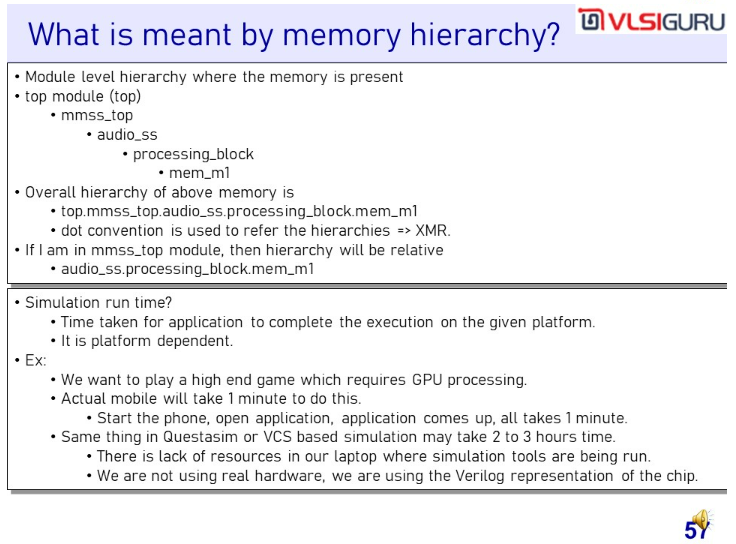 What is meant by memory hierarchy?
VLSIGURU
• Module level hierarchy where the memory is present
• top module (top)
• mmss_top
• audio_ss
• processing_block
• mem_m1
• Overall hierarchy of above memory is
• top.mmss_top.audio_ss.processing_block.mem_m1
• dot convention is used to refer the hierarchies => XMR.
• If I am in mmss_top module, then hierarchy will be relative
• audio_ss.processing_block.mem_m1
• Simulation run time?
• Time taken for application to complete the execution on the given platform.
• It is platform dependent.
• Ex:
• We want to play a high end game which requires GPU processing.
• Actual mobile will take 1 minute to do this.
• Start the phone, open application, application comes up, all takes 1 minute.
• Same thing in Questasim or VCS based simulation may take 2 to 3 hours time.
• There is lack of resources in our laptop where simulation tools are being run.
• We are not using real hardware, we are using the Verilog representation of the chip.
57